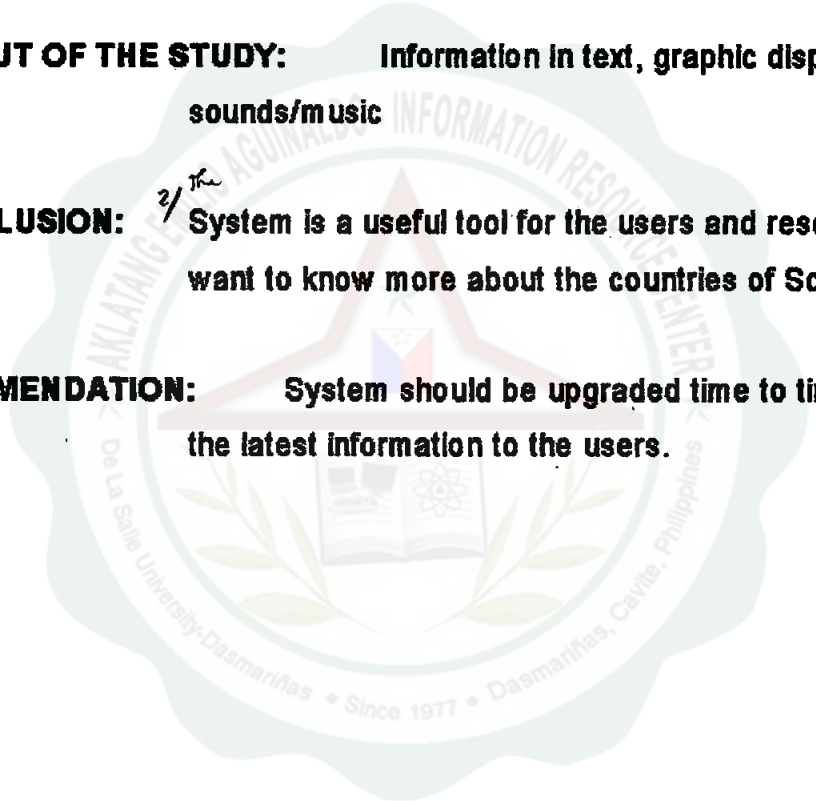 UT OF THE STUDY: Information in text, graphic disp
sounds/music
The
LUSION: System is a useful tool for the users and rese
want to know more about the countries of So
MENDATION: System should be upgraded time to ti
the latest information to the users.
AKLATANG EMILIO AGUINALDO INFORMATION RESOURCE CENTER
De La Salle University-Dasmariñas • Since 1977 • Dasmariñas, Cavite, Philippines